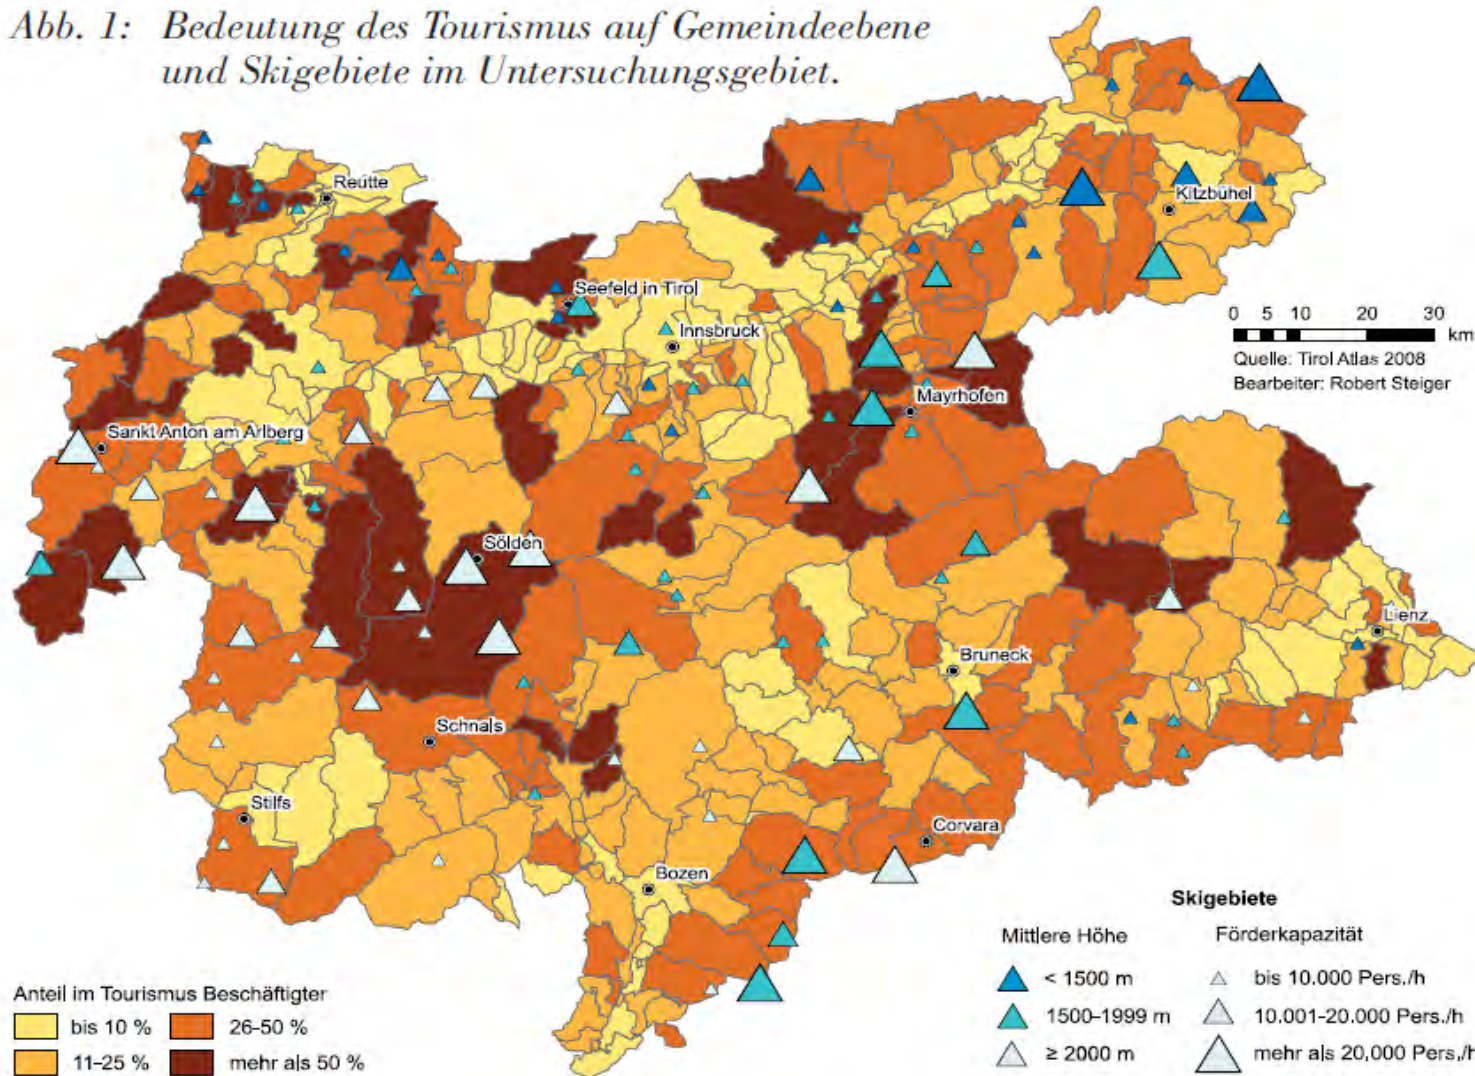 Abb. 1: Bedeutung des Tourismus auf Gemeindeebene
und Skigebiete im Untersuchungsgebiet.
Reutte
Kitzbühel
Seefeld in Tirol
Innsbruck
0 5 10 20 30
km
Quelle: Tirol Atlas 2008
Bearbeiter: Robert Steiger
Mayrhofen
Sankt Anton am Arlberg
Sölden
Lienz
Bruneck
Schnals
Stilfs
Corvara
Bozen
Skigebiete
Mittlere Höhe Förderkapazität
< 1500 m bis 10.000 Pers./h
1500–1999 m 10.001-20.000 Pers./h
≥ 2000 m mehr als 20,000 Pers./h
Anteil im Tourismus Beschäftigter
bis 10 % 26-50 %
11–25 % mehr als 50 %